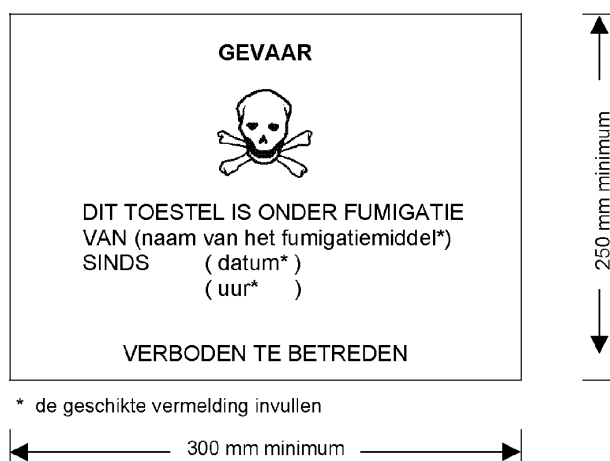 GEVAAR
DIT TOESTEL IS ONDER FUMIGATIE
VAN (naam van het fumigatiemiddel*)
SINDS ( datum* )
( uur* )
VERBODEN TE BETREDEN
* de geschikte vermelding invullen
300 mm minimum
250 mm minimum